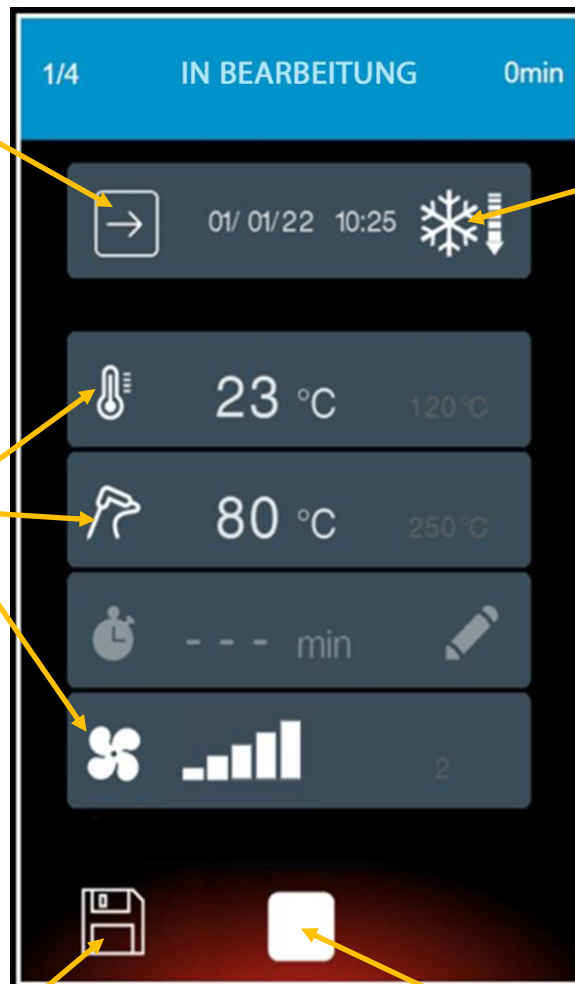 1/4 IN BEARBEITUNG 0min
01/ 01/22 10:25
23 °C 120 °C
80 °C 250 °C
- - - min
2